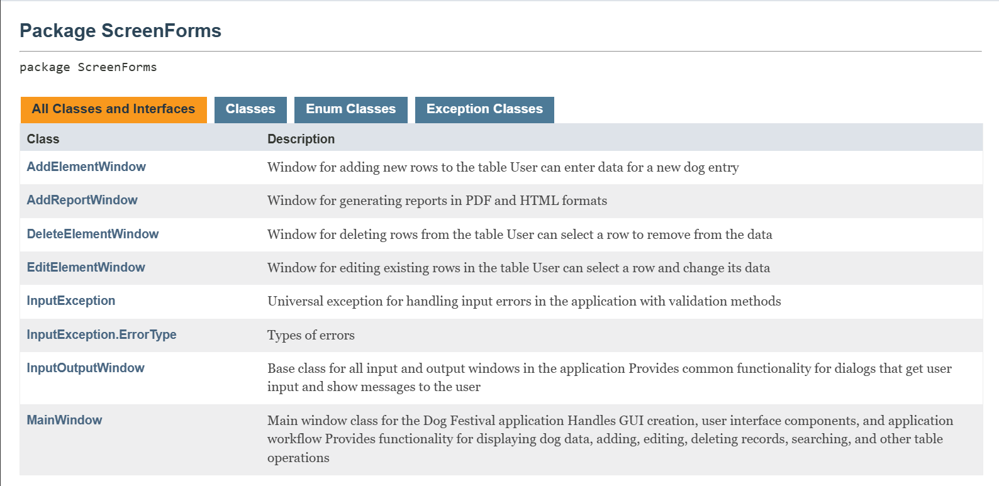 Package ScreenForms
package ScreenForms
All Classes and Interfaces Classes Enum Classes Exception Classes
Class Description
AddElementWindow Window for adding new rows to the table User can enter data for a new dog entry
AddReportWindow Window for generating reports in PDF and HTML formats
DeleteElementWindow Window for deleting rows from the table User can select a row to remove from the data
EditElementWindow Window for editing existing rows in the table User can select a row and change its data
InputException Universal exception for handling input errors in the application with validation methods
InputException.ErrorType Types of errors
InputOutputWindow Base class for all input and output windows in the application Provides common functionality for dialogs that get user
input and show messages to the user
MainWindow Main window class for the Dog Festival application Handles GUI creation, user interface components, and application
workflow Provides functionality for displaying dog data, adding, editing, deleting records, searching, and other table
operations